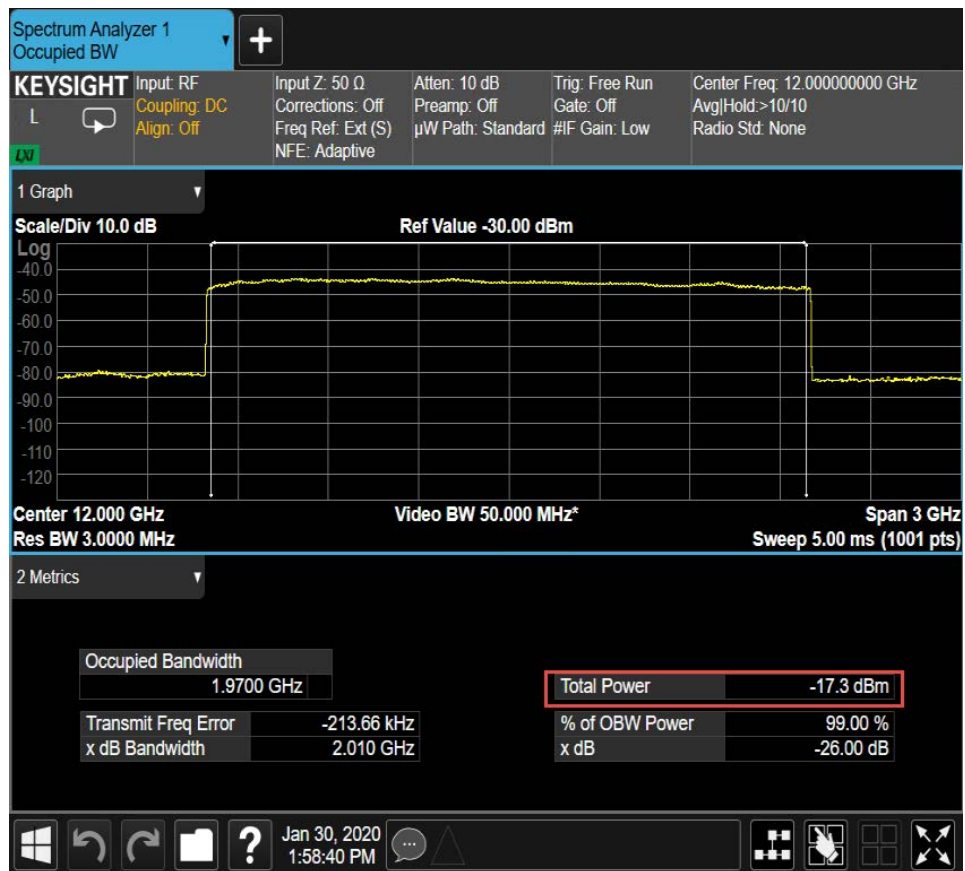 Spectrum Analyzer 1
Occupied BW
+
KEYSIGHT
L
LXI
Input: RF
Coupling: DC
Align: Off
Input Z: 50 Ω
Corrections: Off
Freq Ref: Ext (S)
NFE: Adaptive
Atten: 10 dB
Preamp: Off
µW Path: Standard
Trig: Free Run
Gate: Off
#IF Gain: Low
Center Freq: 12.000000000 GHz
Avg|Hold:>10/10
Radio Std: None
1 Graph
Scale/Div 10.0 dB
Ref Value -30.00 dBm
Log
-40.0
-50.0
-60.0
-70.0
-80.0
-90.0
-100
-110
-120
Center 12.000 GHz
Video BW 50.000 MHz*
Span 3 GHz
Res BW 3.0000 MHz
Sweep 5.00 ms (1001 pts)
2 Metrics
Occupied Bandwidth
1.9700 GHz
Total Power -17.3 dBm
Transmit Freq Error -213.66 kHz
% of OBW Power 99.00 %
x dB Bandwidth 2.010 GHz
x dB -26.00 dB
?
Jan 30, 2020
1:58:40 PM